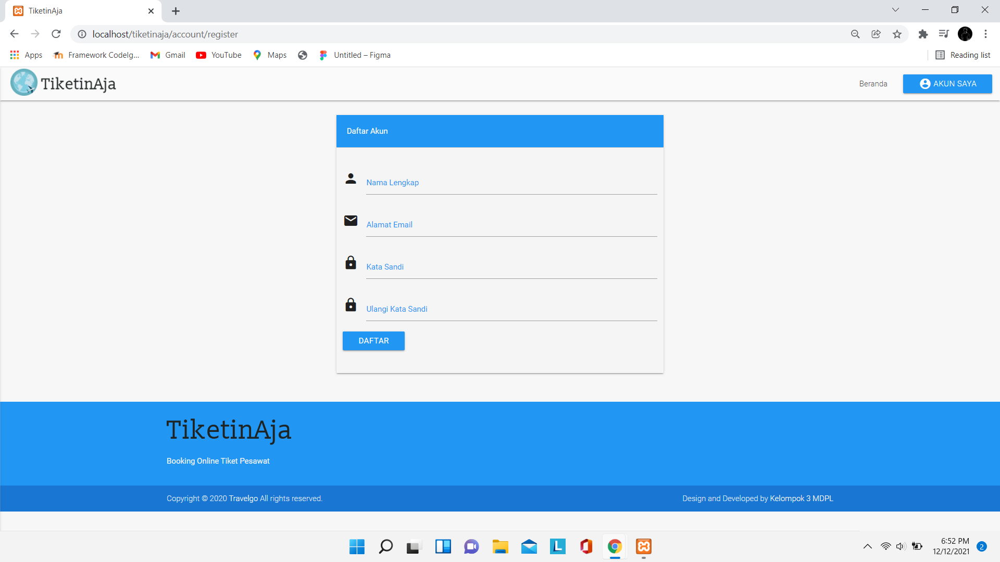 TiketinAja
localhost/tiketinaja/account/register
Apps
Framework CodeIg...
Gmail
YouTube
Maps
Untitled – Figma
Reading list
TiketinAja
Beranda
AKUN SAYA
Daftar Akun
Nama Lengkap
Alamat Email
Kata Sandi
Ulangi Kata Sandi
DAFTAR
TiketinAja
Booking Online Tiket Pesawat
Copyright © 2020 Travelgo All rights reserved.
Design and Developed by Kelompok 3 MDPL
L
6:52 PM
12/12/2021
2